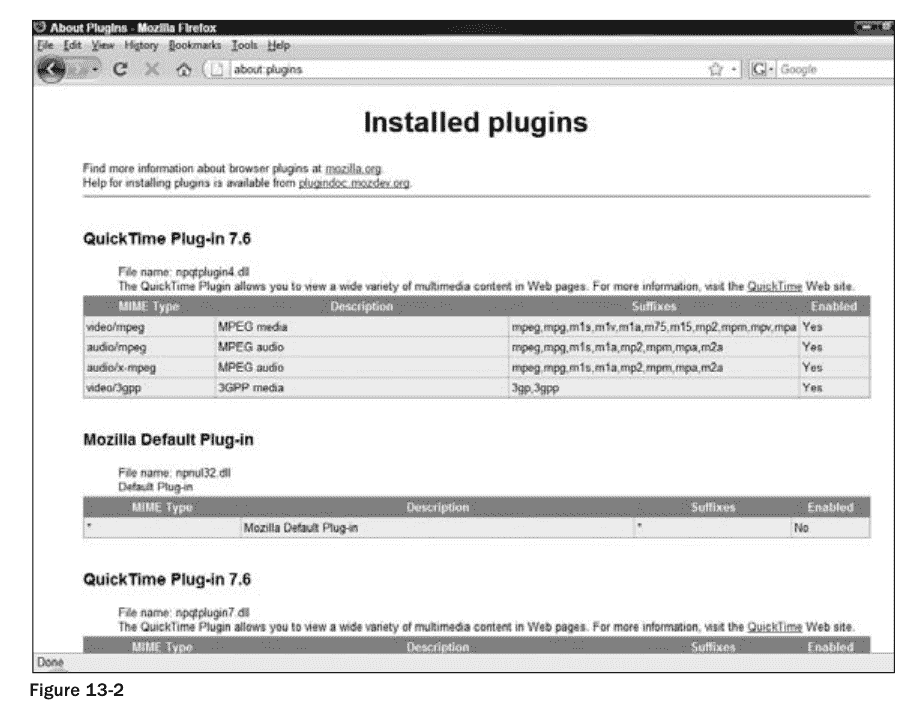 About Plugins - Mozilla Firefox
File Edit View History Bookmarks Tools Help
about:plugins
Google
Installed plugins
Find more information about browser plugins at mozilla.org.
Help for installing plugins is available from plugindoc.mozdev.org.
QuickTime Plug-in 7.6
File name: npqtplugin4.dll
The QuickTime Plugin allows you to view a wide variety of multimedia content in Web pages. For more information, visit the QuickTime Web site.
MIME Type Description Suffixes Enabled
video/mpeg MPEG media mpeg,mpg,m1s,m1v,m1a,m75,m15,mp2,mpm,mpv,mpa Yes
audio/mpeg MPEG audio mpeg,mpg,m1s,m1a,mp2,mpm,mpa,m2a Yes
audio/x-mpeg MPEG audio mpeg,mpg,m1s,m1a,mp2,mpm,mpa,m2a Yes
video/3gpp 3GPP media 3gp,3gpp Yes
Mozilla Default Plug-in
File name: npnul32.dll
Default Plug-in
MIME Type Description Suffixes Enabled
* Mozilla Default Plug-in * No
QuickTime Plug-in 7.6
File name: npqtplugin7.dll
The QuickTime Plugin allows you to view a wide variety of multimedia content in Web pages. For more information, visit the QuickTime Web site.
MIME Type Description Suffixes Enabled
Done
Figure 13-2